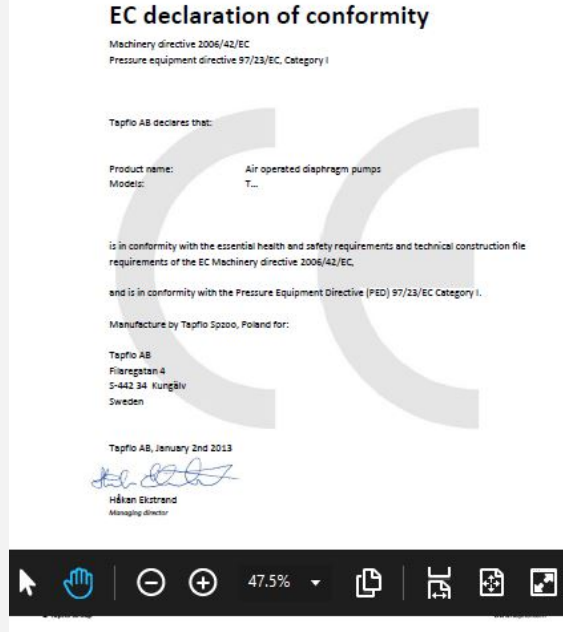 EC declaration of conformity
Machinery directive 2006/42/EC
Pressure equipment directive 97/23/EC, Category I
Tapflo AB declares that:
Product name: Air operated diaphragm pumps
Models: T...
is in conformity with the essential health and safety requirements and technical construction file
requirements of the EC Machinery directive 2006/42/EC,
and is in conformity with the Pressure Equipment Directive (PED) 97/23/EC Category I.
Manufacture by Tapflo Spzoo, Poland for:
Tapflo AB
Filaregatan 4
S-442 34 Kungälv
Sweden
Tapflo AB, January 2nd 2013
Håkan Ekstrand
Managing director
47.5%